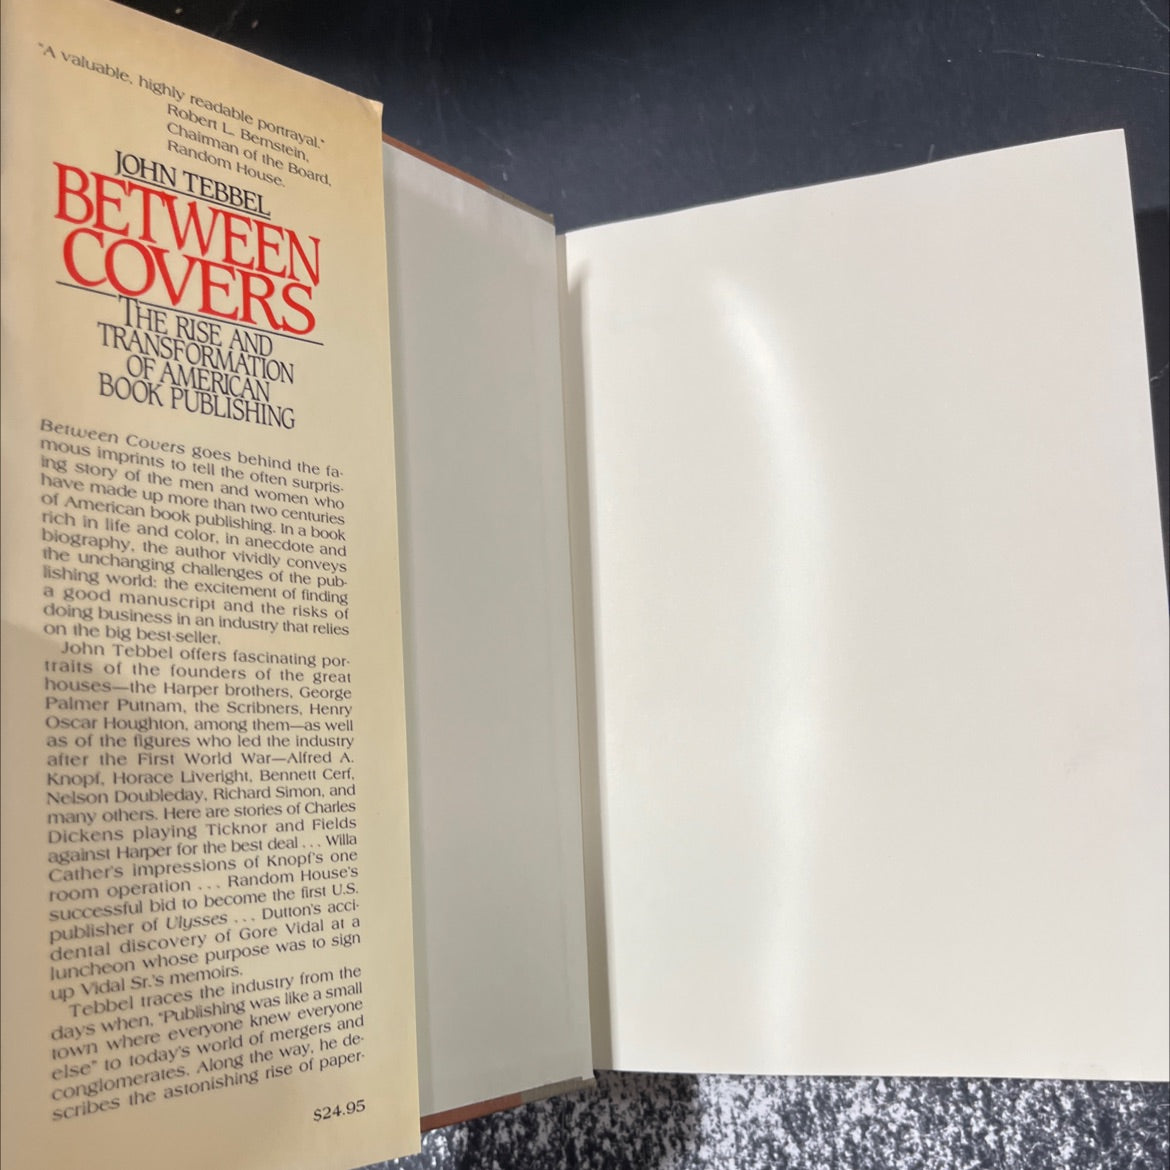 "A valuable, highly readable portrayal."
Robert L. Bernstein,
Chairman of the Board,
Random House.
JOHN TEBBEL
BETWEEN
COVERS
THE RISE AND
TRANSFORMATION
OF AMERICAN
BOOK PUBLISHING
Between Covers goes behind the fa-
mous imprints to tell the often surpris-
ing story of the men and women who
have made up more than two centuries
of American book publishing. In a book
rich in life and color, in anecdote and
biography, the author vividly conveys
the unchanging challenges of the pub-
lishing world: the excitement of finding
a good manuscript and the risks of
doing business in an industry that relies
on the big best-seller.
John Tebbel offers fascinating por-
traits of the founders of the great
houses—the Harper brothers, George
Palmer Putnam, the Scribners, Henry
Oscar Houghton, among them—as well
as of the figures who led the industry
after the First World War—Alfred A.
Knopf, Horace Liveright, Bennett Cerf,
Nelson Doubleday, Richard Simon, and
many others. Here are stories of Charles
Dickens playing Ticknor and Fields
against Harper for the best deal . . . Willa
Cather's impressions of Knopf's one
room operation . . . Random House's
successful bid to become the first U.S.
publisher of Ulysses . . . Dutton's acci-
dental discovery of Gore Vidal at a
luncheon whose purpose was to sign
up Vidal Sr.'s memoirs.
Tebbel traces the industry from the
days when, "Publishing was like a small
town where everyone knew everyone
else" to today's world of mergers and
conglomerates. Along the way, he de-
scribes the astonishing rise of paper-
$24.95